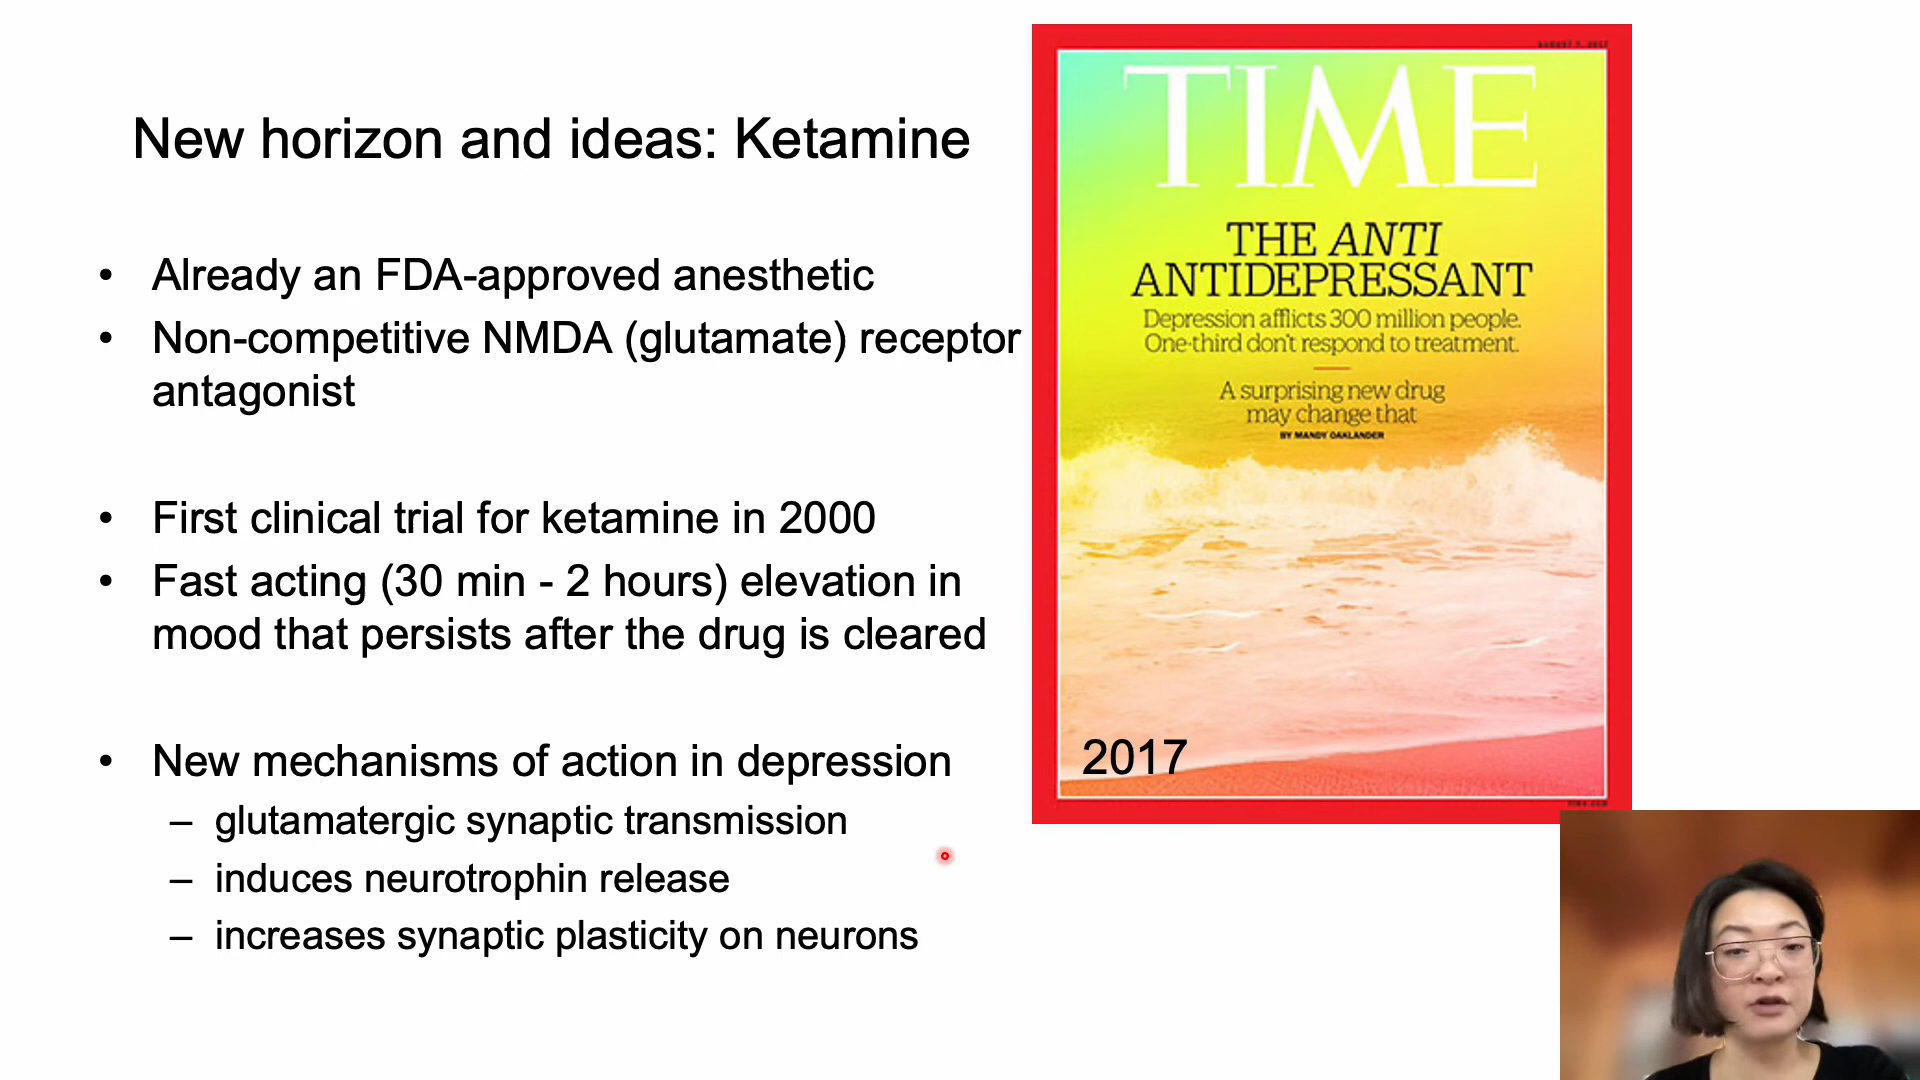 New horizon and ideas: Ketamine
• Already an FDA-approved anesthetic
• Non-competitive NMDA (glutamate) receptor
antagonist
• First clinical trial for ketamine in 2000
• Fast acting (30 min - 2 hours) elevation in
mood that persists after the drug is cleared
• New mechanisms of action in depression
– glutamatergic synaptic transmission
– induces neurotrophin release
– increases synaptic plasticity on neurons
AUGUST 7, 2017
TIME
THE ANTI
ANTIDEPRESSANT
Depression afflicts 300 million people.
One-third don't respond to treatment.
A surprising new drug
may change that
BY MANDY OAKLANDER
2017